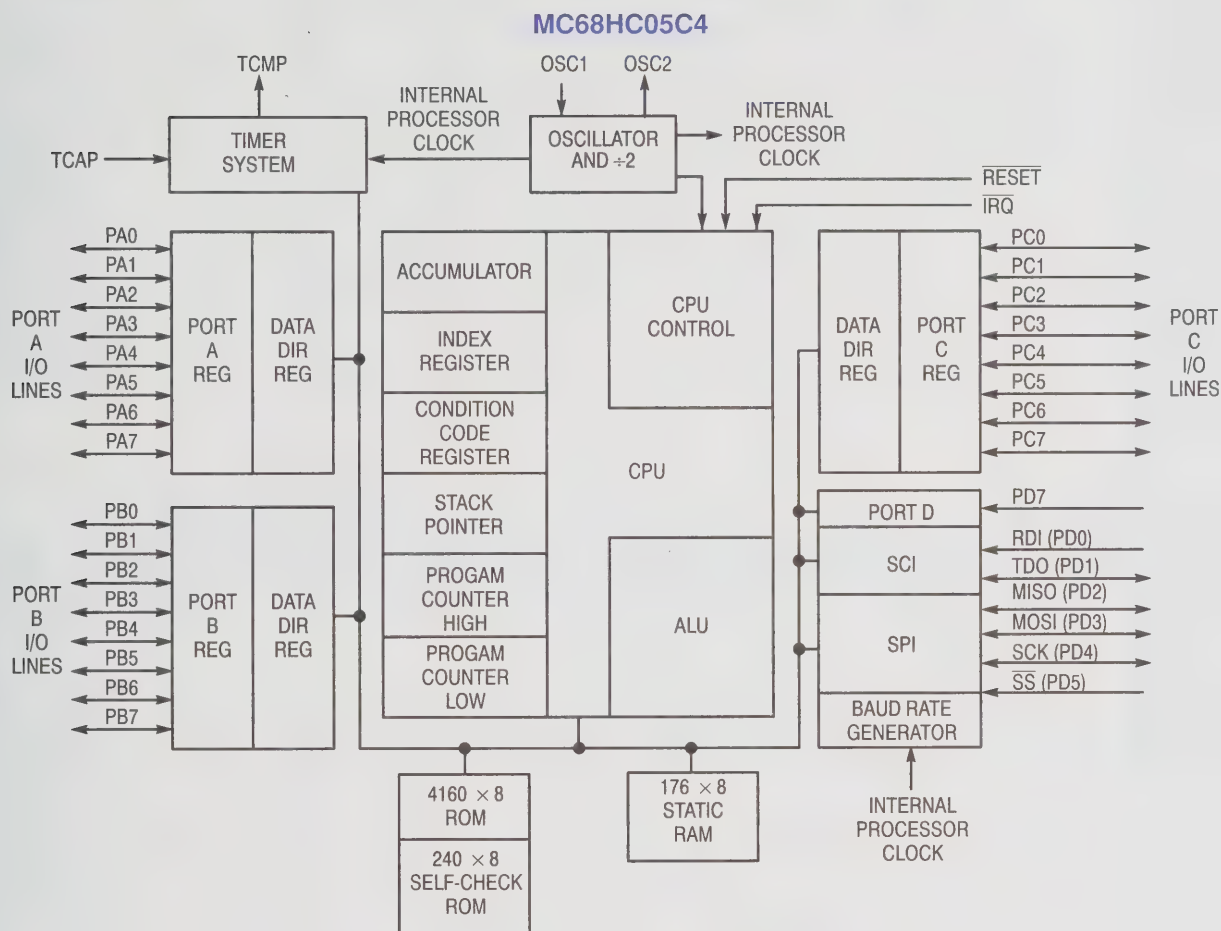 MC68HC05C4
TCMP
OSC1
OSC2
INTERNAL
PROCESSOR
CLOCK
INTERNAL
PROCESSOR
CLOCK
TIMER
SYSTEM
OSCILLATOR
AND ÷2
TCAP
RESET
IRQ
PA0
PA1
PA2
PA3
PA4
PA5
PA6
PA7
PORT
A
I/O
LINES
PORT
A
REG
DATA
DIR
REG
ACCUMULATOR
INDEX
REGISTER
CONDITION
CODE
REGISTER
STACK
POINTER
PROGAM
COUNTER
HIGH
PROGAM
COUNTER
LOW
CPU
CONTROL
CPU
ALU
DATA
DIR
REG
PORT
C
REG
PC0
PC1
PC2
PC3
PC4
PC5
PC6
PC7
PORT
C
I/O
LINES
PB0
PB1
PB2
PB3
PB4
PB5
PB6
PB7
PORT
B
I/O
LINES
PORT
B
REG
DATA
DIR
REG
PORT D
SCI
SPI
BAUD RATE
GENERATOR
PD7
RDI (PD0)
TDO (PD1)
MISO (PD2)
MOSI (PD3)
SCK (PD4)
SS (PD5)
4160 × 8
ROM
240 × 8
SELF-CHECK
ROM
176 × 8
STATIC
RAM
INTERNAL
PROCESSOR
CLOCK